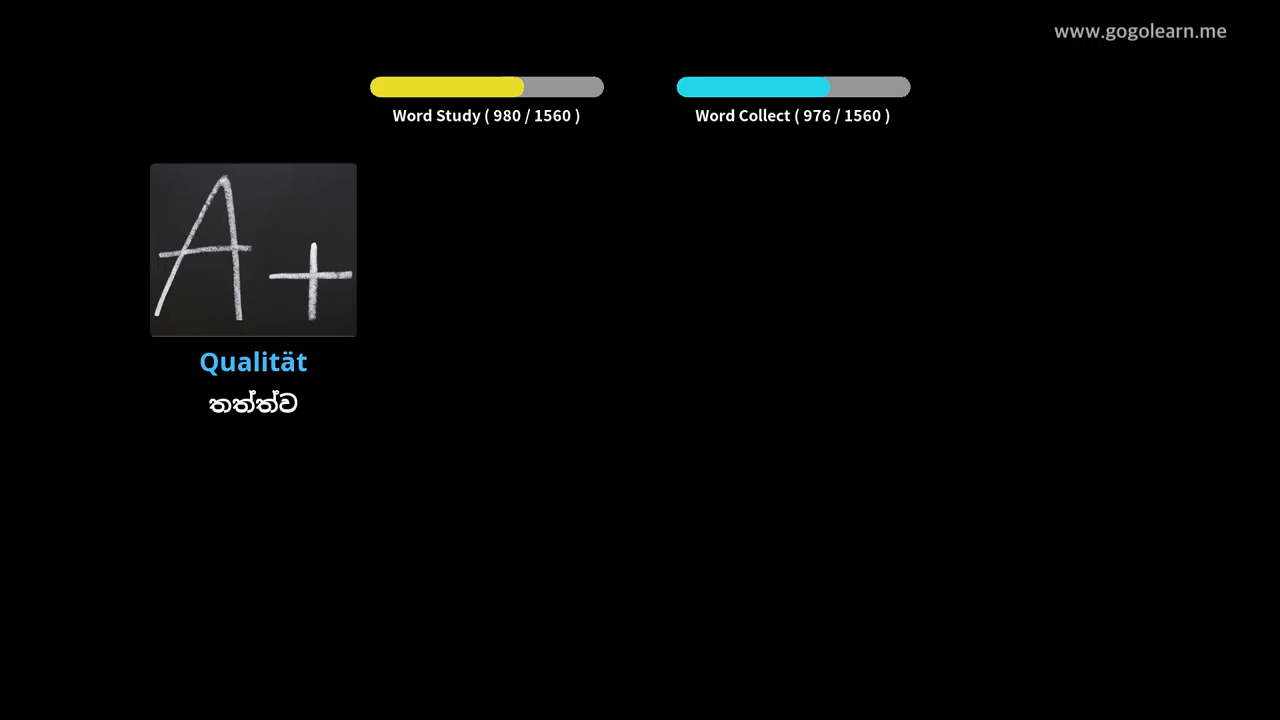 www.gogolearn.me
Word Study ( 980 / 1560 )
Word Collect ( 976 / 1560 )
A+
Qualität
තත්ත්ව